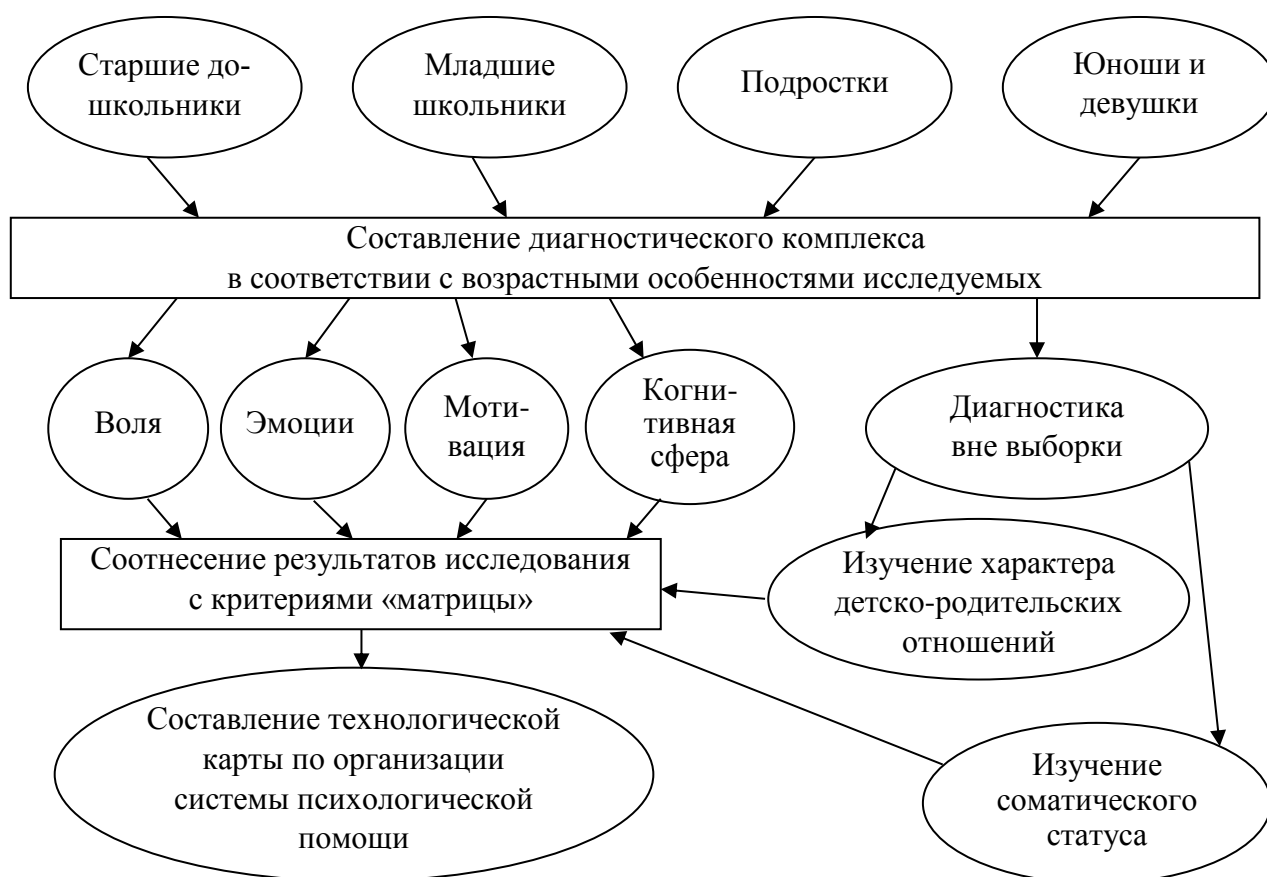 Старшие до-
школьники
Младшие
школьники
Подростки
Юноши и
девушки
Составление диагностического комплекса
в соответствии с возрастными особенностями исследуемых
Воля
Эмоции
Моти-
вация
Когни-
тивная
сфера
Диагностика
вне выборки
Соотнесение результатов исследования
с критериями «матрицы»
Изучение характера
детско-родительских
отношений
Составление технологической
карты по организации
системы психологической
помощи
Изучение
соматического
статуса